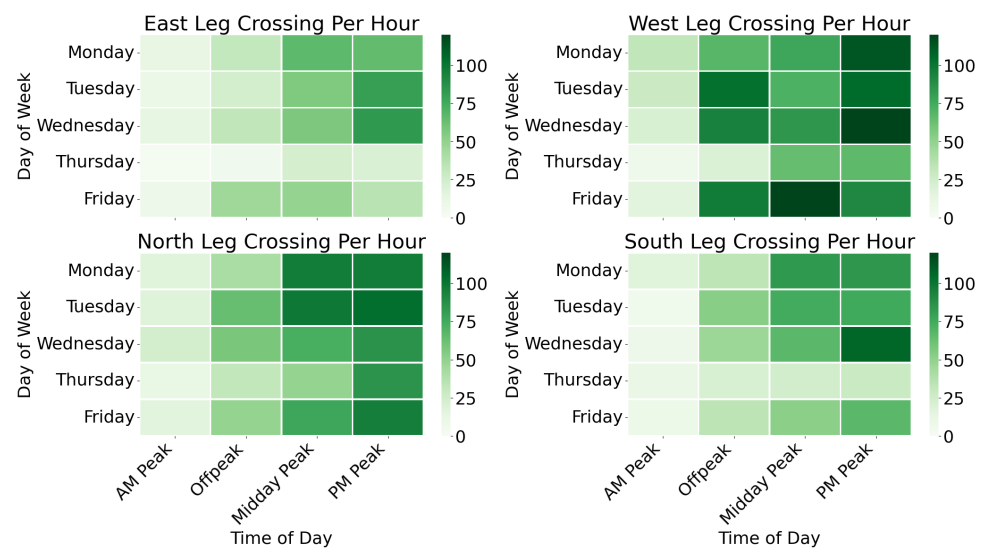 East Leg Crossing Per Hour
Day of Week
Monday
Tuesday
Wednesday
Thursday
Friday
100
75
50
25
0
West Leg Crossing Per Hour
Day of Week
Monday
Tuesday
Wednesday
Thursday
Friday
100
75
50
25
0
North Leg Crossing Per Hour
Day of Week
Monday
Tuesday
Wednesday
Thursday
Friday
100
75
50
25
0
AM Peak
Offpeak
Midday Peak
PM Peak
Time of Day
South Leg Crossing Per Hour
Day of Week
Monday
Tuesday
Wednesday
Thursday
Friday
100
75
50
25
0
AM Peak
Offpeak
Midday Peak
PM Peak
Time of Day